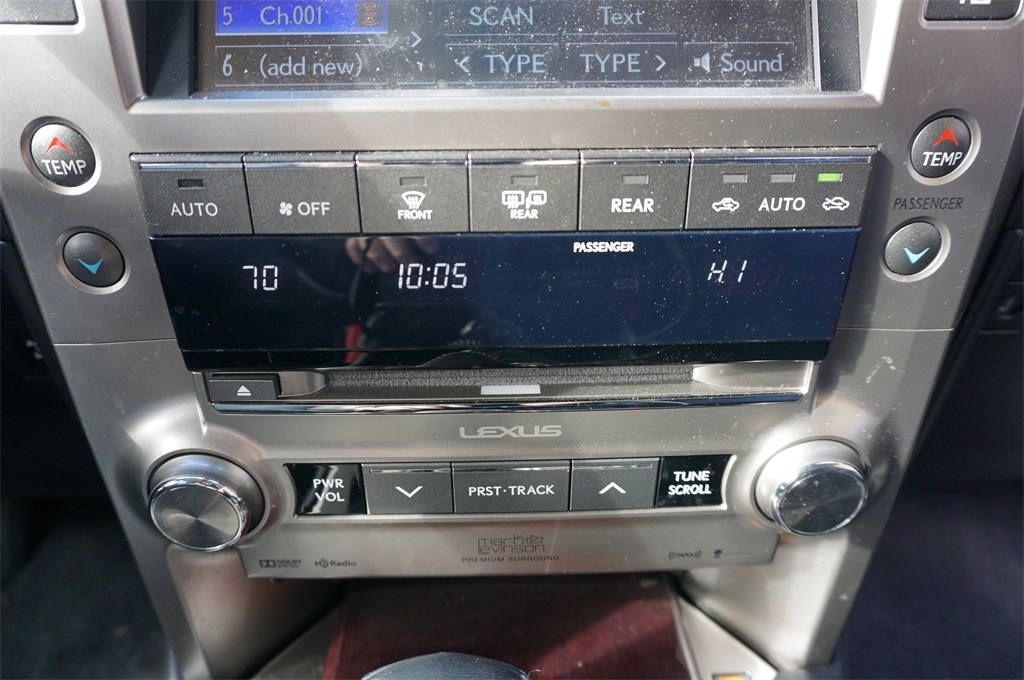 5 Ch.001 SCAN Text
6 (add new) < TYPE TYPE > Sound
TEMP TEMP
AUTO OFF FRONT REAR REAR AUTO
PASSENGER
PASSENGER
70 10:05 H.I
LEXUS
PWR VOL PRST·TRACK TUNE SCROLL
mark levinson
PREMIUM SURROUND
DOLBY HD Radio